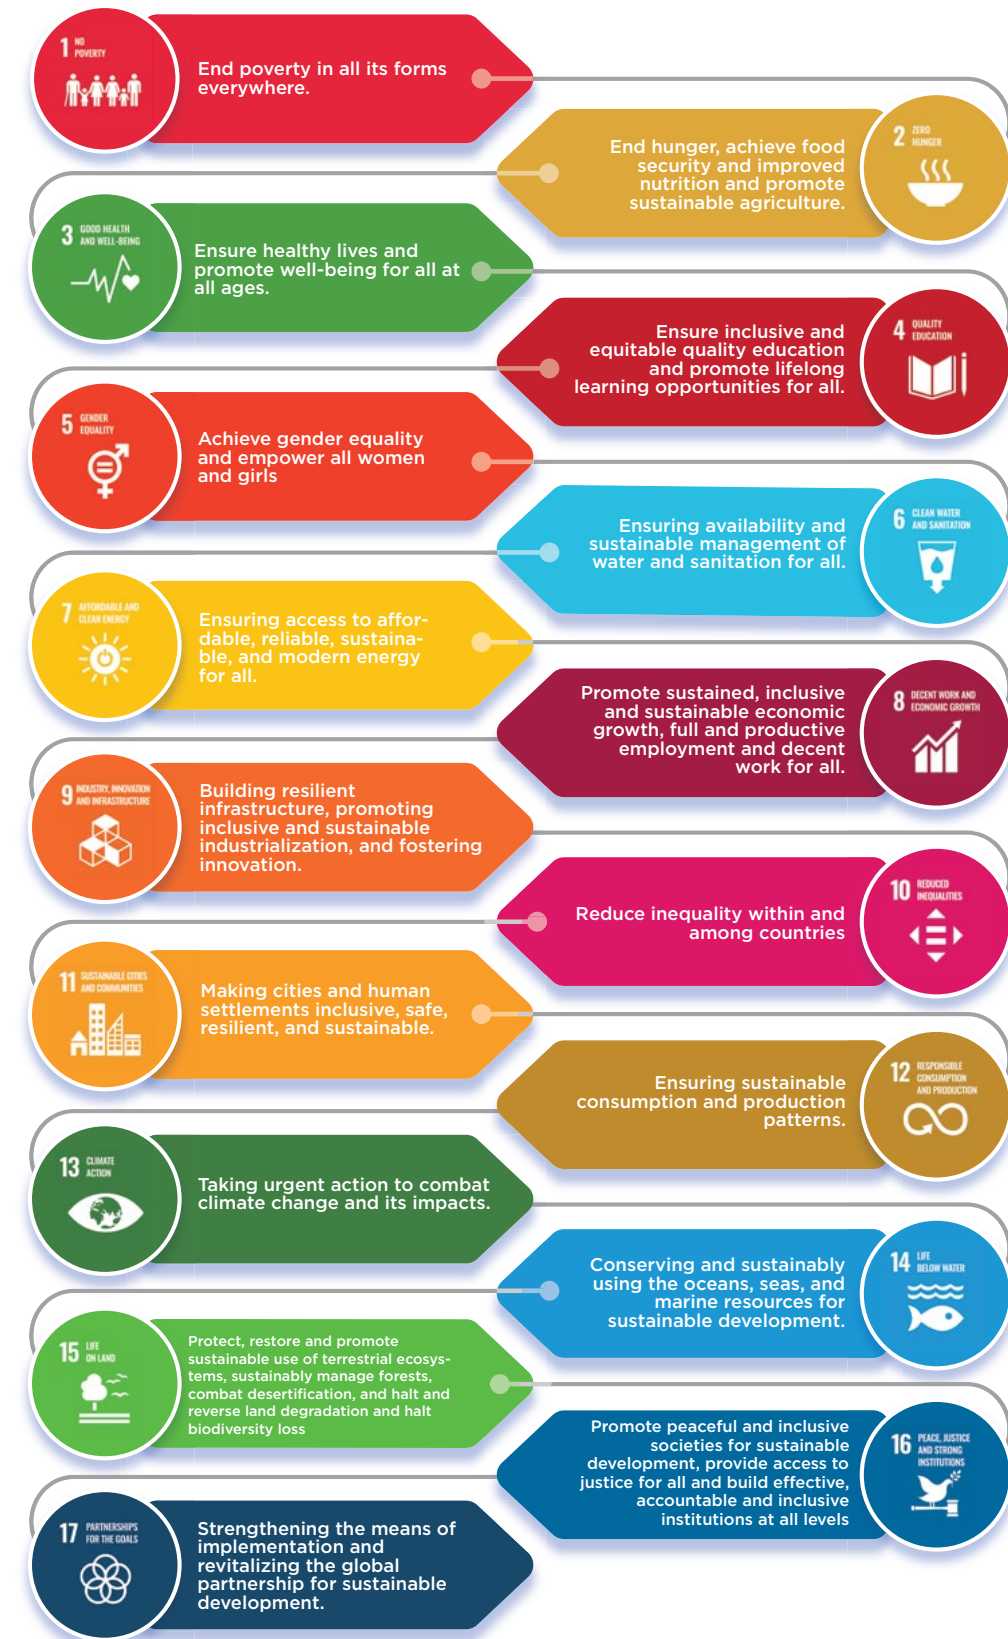 1 NO
POVERTY
End poverty in all its forms
everywhere.
2 ZERO
HUNGER
End hunger, achieve food
security and improved
nutrition and promote
sustainable agriculture.
3 GOOD HEALTH
AND WELL-BEING
Ensure healthy lives and
promote well-being for all at
all ages.
4 QUALITY
EDUCATION
Ensure inclusive and
equitable quality education
and promote lifelong
learning opportunities for all.
5 GENDER
EQUALITY
Achieve gender equality
and empower all women
and girls
6 CLEAN WATER
AND SANITATION
Ensuring availability and
sustainable management of
water and sanitation for all.
7 AFFORDABLE AND
CLEAN ENERGY
Ensuring access to affor-
dable, reliable, sustaina-
ble, and modern energy
for all.
8 DECENT WORK AND
ECONOMIC GROWTH
Promote sustained, inclusive
and sustainable economic
growth, full and productive
employment and decent
work for all.
9 INDUSTRY, INNOVATION
AND INFRASTRUCTURE
Building resilient
infrastructure, promoting
inclusive and sustainable
industrialization, and fostering
innovation.
10 REDUCED
INEQUALITIES
Reduce inequality within and
among countries
11 SUSTAINABLE CITIES
AND COMMUNITIES
Making cities and human
settlements inclusive, safe,
resilient, and sustainable.
12 RESPONSIBLE
CONSUMPTION
AND PRODUCTION
Ensuring sustainable
consumption and production
patterns.
13 CLIMATE
ACTION
Taking urgent action to combat
climate change and its impacts.
14 LIFE
BELOW WATER
Conserving and sustainably
using the oceans, seas, and
marine resources for
sustainable development.
15 LIFE
ON LAND
Protect, restore and promote
sustainable use of terrestrial ecosys-
tems, sustainably manage forests,
combat desertification, and halt and
reverse land degradation and halt
biodiversity loss
16 PEACE, JUSTICE
AND STRONG
INSTITUTIONS
Promote peaceful and inclusive
societies for sustainable
development, provide access to
justice for all and build effective,
accountable and inclusive
institutions at all levels
17 PARTNERSHIPS
FOR THE GOALS
Strengthening the means of
implementation and
revitalizing the global
partnership for sustainable
development.